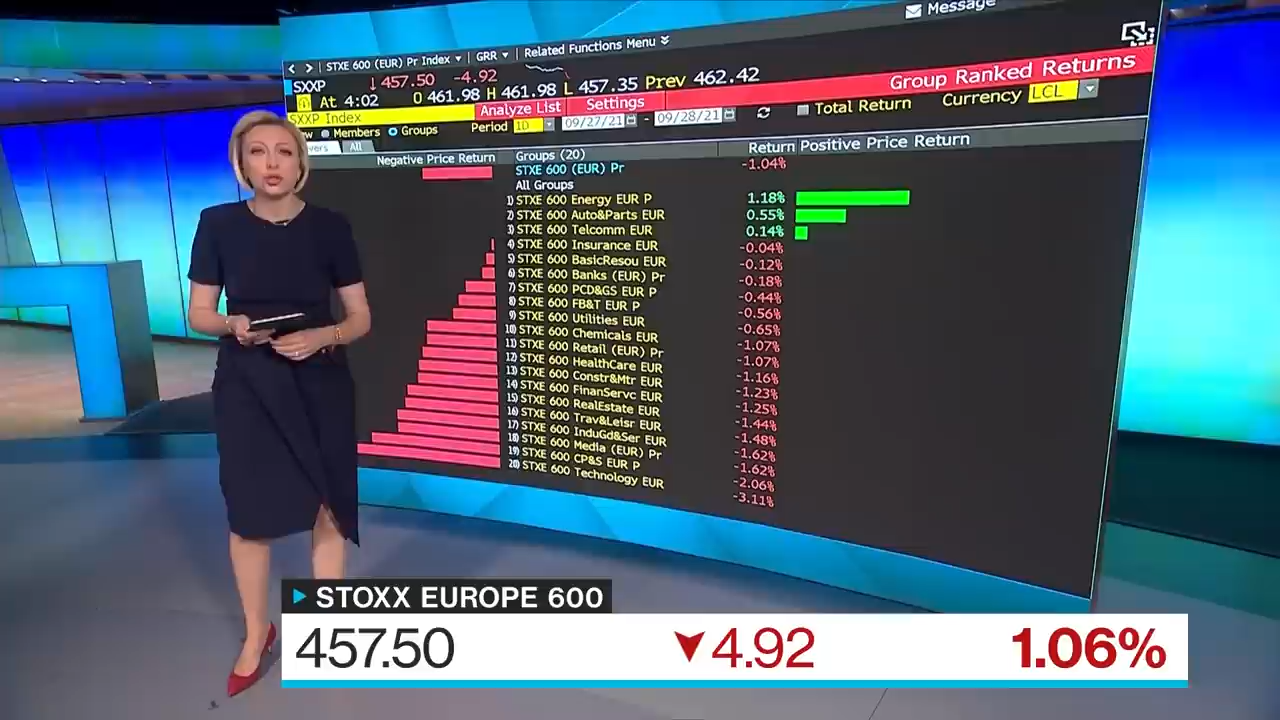 Message
STXE 600 (EUR) Pr Index GRR Related Functions Menu
SXXP 457.50 -4.92
At 4:02 O 461.98 H 461.98 L 457.35 Prev 462.42
SXXP Index Analyze List Settings Group Ranked Returns
Members Groups Period 1D 09/27/21 - 09/28/21 Total Return Currency LCL
All
Negative Price Return Groups (20) Return Positive Price Return
STXE 600 (EUR) Pr -1.04%
All Groups
1) STXE 600 Energy EUR P 1.18%
2) STXE 600 Auto&Parts EUR 0.55%
3) STXE 600 Telcomm EUR 0.14%
4) STXE 600 Insurance EUR -0.04%
5) STXE 600 BasicResou EUR -0.12%
6) STXE 600 Banks (EUR) Pr -0.18%
7) STXE 600 PCD&GS EUR P -0.44%
8) STXE 600 FB&T EUR P -0.56%
9) STXE 600 Utilities EUR -0.65%
10) STXE 600 Chemicals EUR -1.07%
11) STXE 600 Retail (EUR) Pr -1.07%
12) STXE 600 HealthCare EUR -1.16%
13) STXE 600 Constr&Mtr EUR -1.23%
14) STXE 600 FinanServc EUR -1.25%
15) STXE 600 RealEstate EUR -1.44%
16) STXE 600 Trav&Leisr EUR -1.48%
17) STXE 600 InduGd&Ser EUR -1.62%
18) STXE 600 Media (EUR) Pr -1.62%
19) STXE 600 CP&S EUR P -2.06%
20) STXE 600 Technology EUR -3.11%
STOXX EUROPE 600
457.50 4.92 1.06%